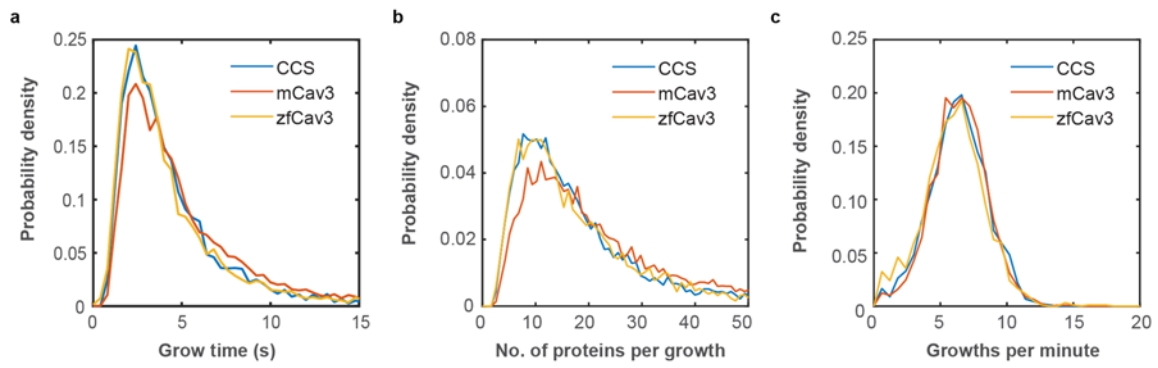 a
Probability density
0.25
0.20
0.15
0.10
0.05
0
0 5 10 15
Grow time (s)
CCS
mCav3
zfCav3
b
Probability density
0.08
0.06
0.04
0.02
0
0 10 20 30 40 50
No. of proteins per growth
CCS
mCav3
zfCav3
c
Probability density
0.25
0.20
0.15
0.10
0.05
0
0 5 10 15 20
Growths per minute
CCS
mCav3
zfCav3